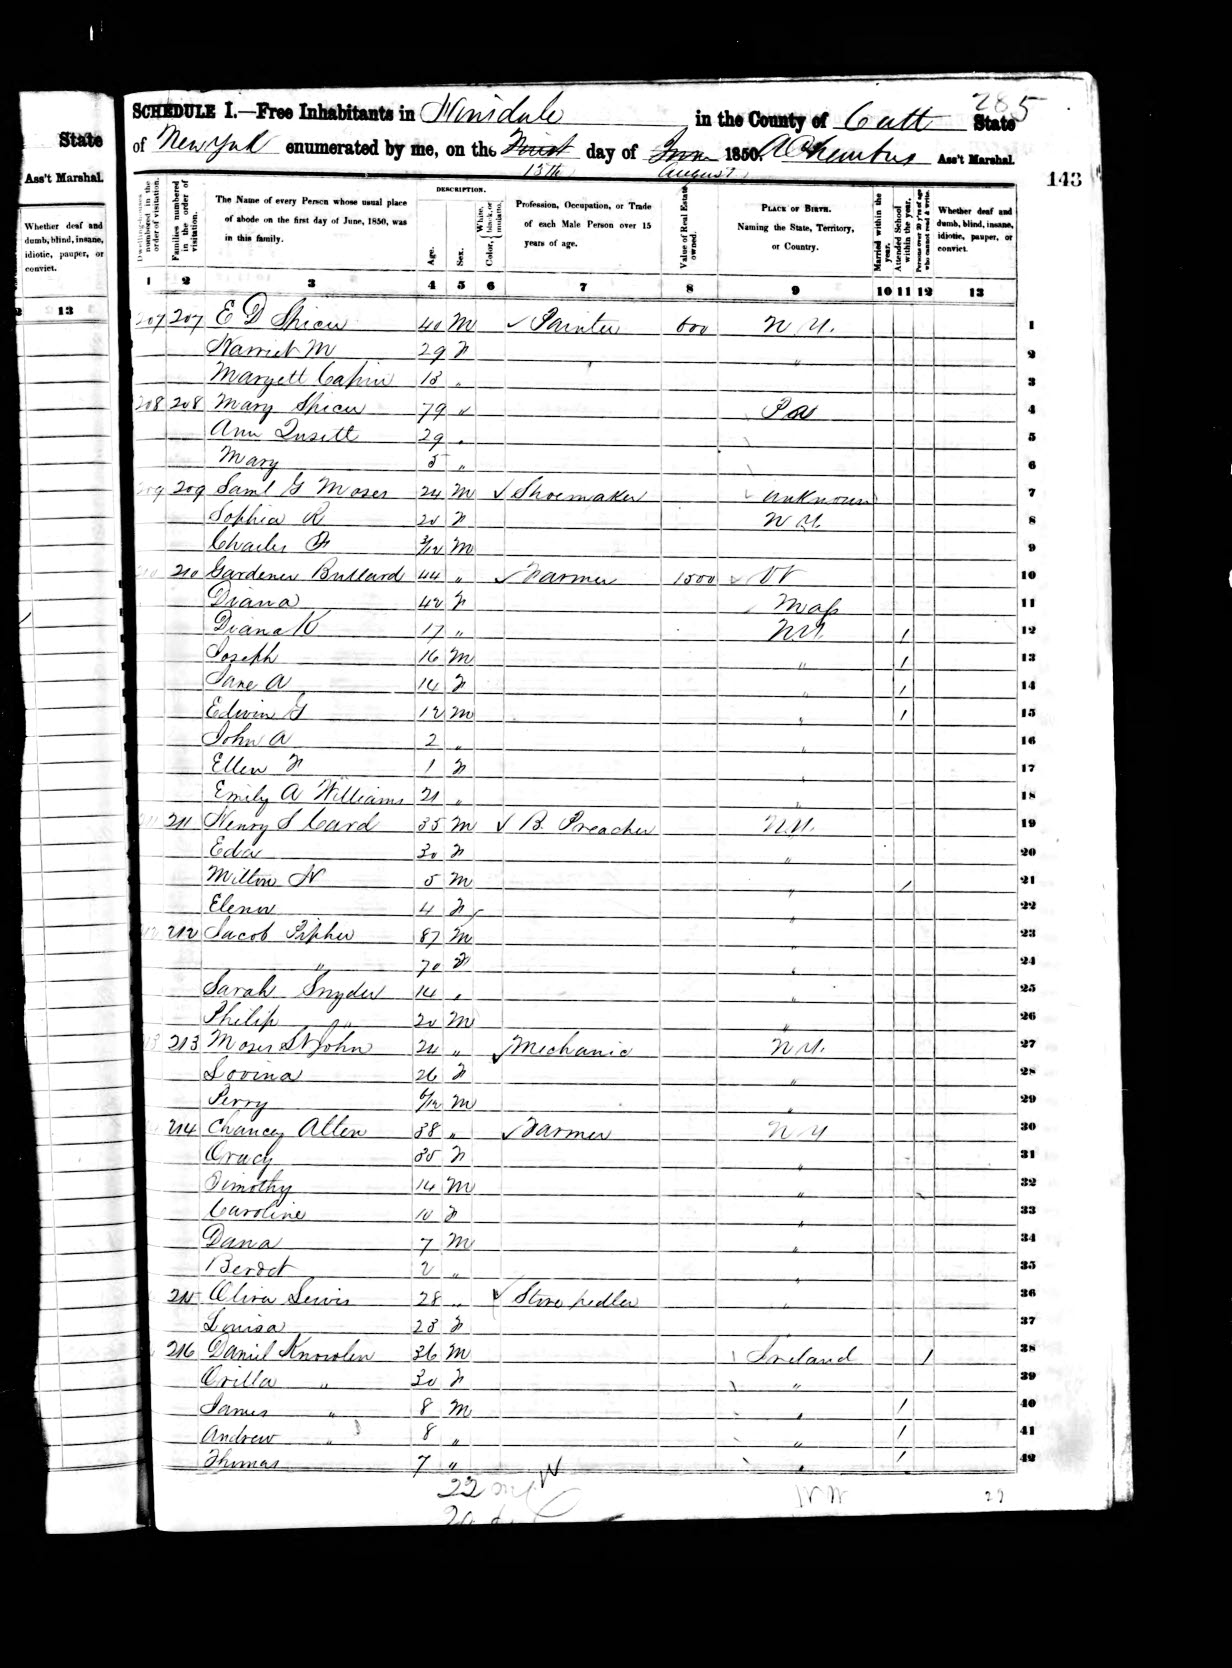 State
Ass't Marshal.
Whether deaf and
dumb, blind, insane,
idiotic, pauper, or
convict.
13
285
SCHEDULE I.—Free Inhabitants in Hinsdale in the County of Catt State
of New York enumerated by me, on the First day of June 1850. Ass't Marshal.
13th August
143
Dwelling-houses numbered in the order of visitation.
Families numbered in the order of visitation.
The Name of every Person whose usual place of abode on the first day of June, 1850, was in this family.
DESCRIPTION.
Age.
Sex.
Color, { White, black, or mulatto.
Profession, Occupation, or Trade of each Male Person over 15 years of age.
Value of Real Estate owned.
PLACE OF BIRTH. Naming the State, Territory, or Country.
Married within the year.
Attended School within the year.
Persons over 20 y'rs of age who cannot read & write.
Whether deaf and dumb, blind, insane, idiotic, pauper, or convict.
1 2 3 4 5 6 7 8 9 10 11 12 13
207 207 E D Spicer 40 M ✓ Painter 600 N.Y. 1
Harriet M 29 F " 2
Maryett 13 " 3
208 208 Mary Spicer 79 " Pa 4
Ann 29 " 5
Mary 5 " 6
209 209 Saml G Moses 24 M ✓ Shoemaker unknown 7
Sophia R 20 F N Y. 8
Charles F 3/12 M 9
210 210 Gardener Bullard 44 " ✓ Farmer 1500 ✓ Vt 10
Diana 42 F Mass 11
Diana K 17 " N Y. 1 12
Joseph 16 M " 1 13
Jane A 14 F " 1 14
Edwin G 12 M " 1 15
John A 2 " " 16
Ellen F 1 F " 17
Emily A Williams 21 " " 18
211 211 Henry S Card 35 M ✓ B. Preacher N.Y. 19
Eda 30 F " 20
Milton N 5 M " 1 21
Elenor 4 F " 22
212 212 Jacob Pipher 87 M " 23
" 70 F " 24
Sarah Snyder 14 " " 25
Philip " 20 M " 26
213 213 Moses St John 24 " ✓ Mechanic N Y. 27
Lovina 26 F " 28
Perry 6/12 M " 29
214 Chancey Allen 38 " ✓ Farmer N Y 30
Oracy 35 F " 31
Timothy 14 M " 32
Caroline 10 F " 33
Dana 7 M " 34
2 " " 35
215 Lewis 28 " ✓ Stove pedler " 36
Louisa 23 F " 37
216 Daniel Knowlen 36 M Ireland 1 38
Orilla " 30 F " 39
James " 8 M " 1 40
Andrew " 8 " " 1 41
Thomas 7 " " 1 42
22